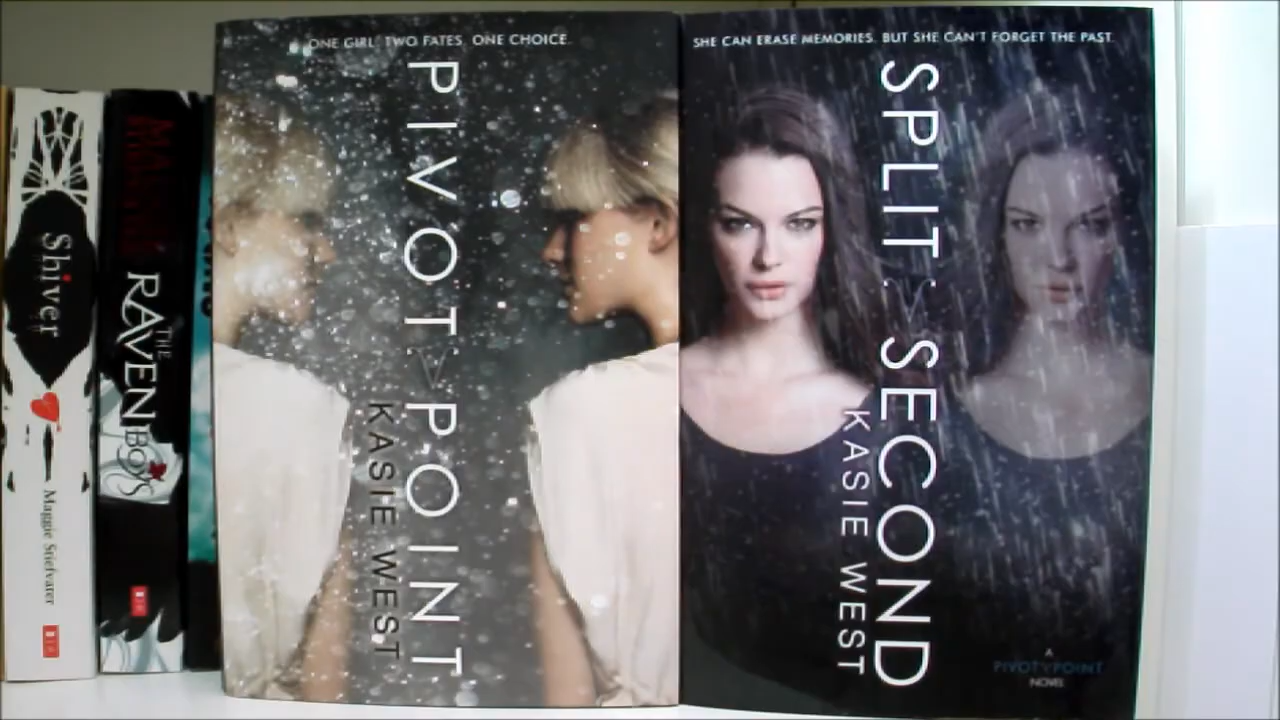 Shiver
Maggie Stiefvater
THE
RAVEN
BOYS
ONE GIRL. TWO FATES. ONE CHOICE.
PIVOT POINT
KASIE WEST
SHE CAN ERASE MEMORIES. BUT SHE CAN'T FORGET THE PAST.
SPLIT SECOND
KASIE WEST
A
PIVOT POINT
NOVEL